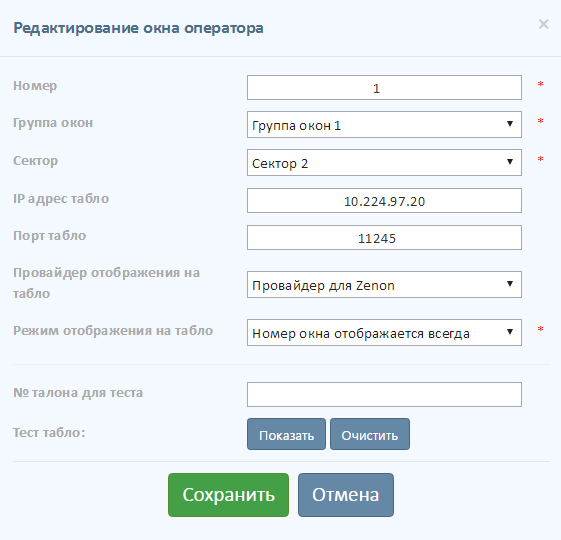 Редактирование окна оператора ×
Номер 1 *
Группа окон Группа окон 1 *
Сектор Сектор 2 *
IP адрес табло 10.224.97.20
Порт табло 11245
Провайдер отображения на
табло Провайдер для Zenon
Режим отображения на табло Номер окна отображается всегда *
№ талона для теста
Тест табло: Показать Очистить
Сохранить Отмена